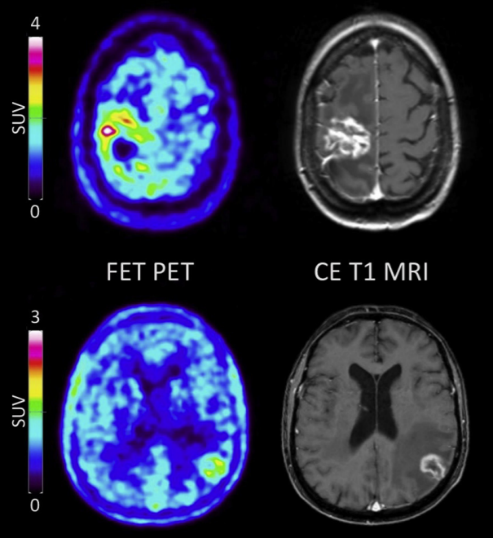 4
SUV
0
FET PET
CE T1 MRI
3
SUV
0